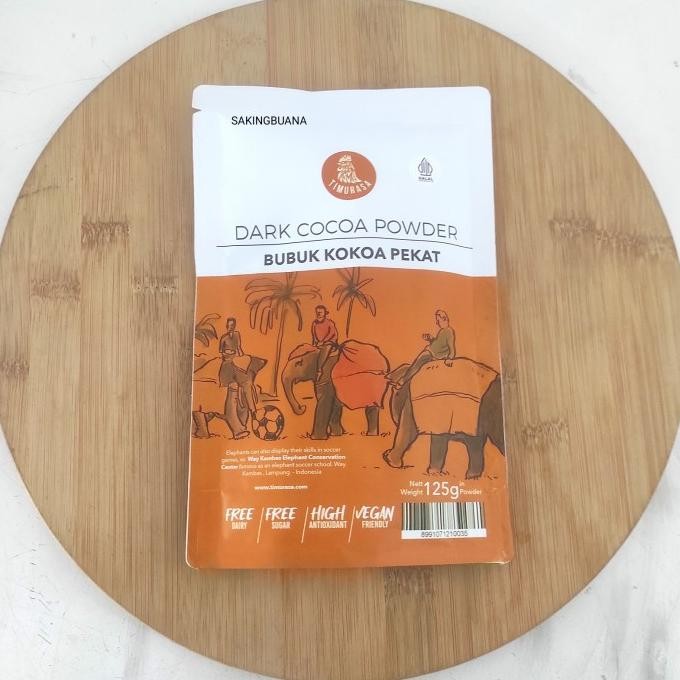 SAKINGBUANA
TIMURASA
HALAL
DARK COCOA POWDER
BUBUK KOKOA PEKAT
Elephants can also display their skills in soccer
games, as Way Kambas Elephant Conservation
Center famous as an elephant soccer school. Way
Kambas, Lampung - Indonesia
www.timurasa.com
Nett Weight 125g in Powder
FREE DAIRY
FREE SUGAR
HIGH ANTIOXIDANT
VEGAN FRIENDLY
8991071210035